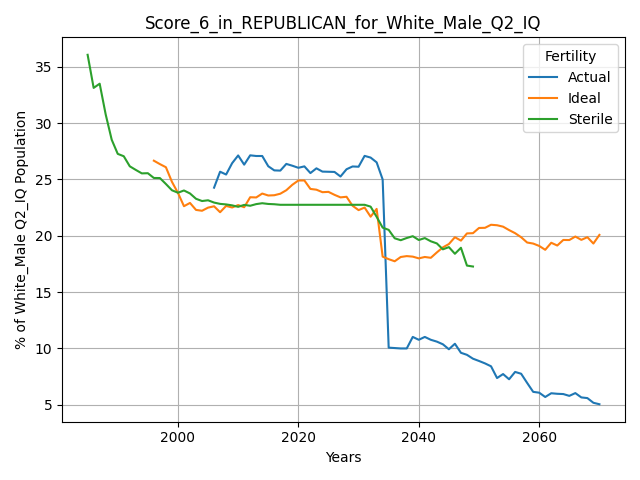 Score_6_in_REPUBLICAN_for_White_Male_Q2_IQ
Fertility
Actual
Ideal
Sterile
% of White_Male Q2_IQ Population
35
30
25
20
15
10
5
2000 2020 2040 2060
Years